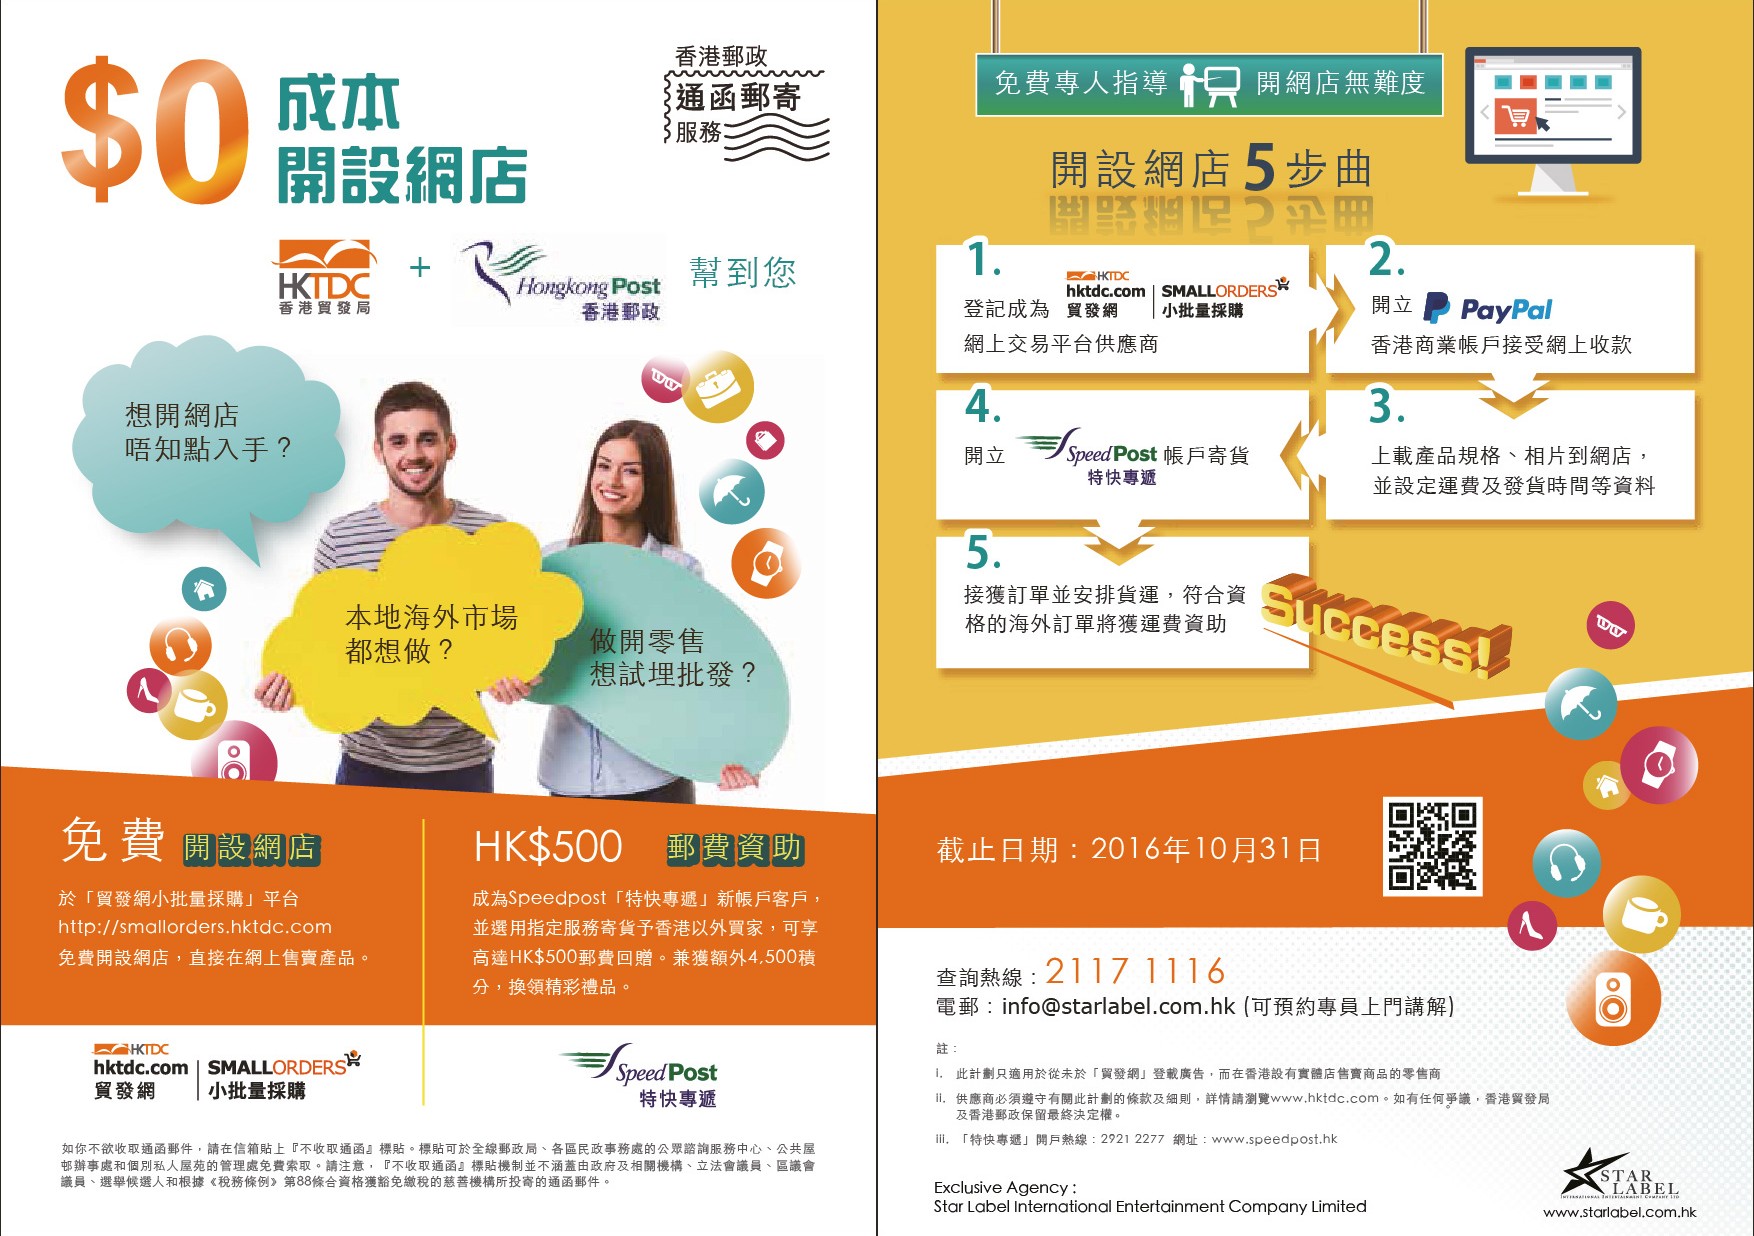 $0 成本
開設網店
香港郵政
通函郵寄
服務
HKTDC
香港貿發局
+
Hongkong Post
香港郵政
幫到您
想開網店
唔知點入手？
本地海外市場
都想做？
做開零售
想試埋批發？
免費 開設網店
於「貿發網小批量採購」平台
http://smallorders.hktdc.com
免費開設網店，直接在網上售賣產品。
HK$500 郵費資助
成為Speedpost「特快專遞」新帳戶客戶，
並選用指定服務寄貨予香港以外買家，可享
高達HK$500郵費回贈。兼獲額外4,500積
分，換領精彩禮品。
HKTDC
hktdc.com
貿發網
SMALLORDERS
小批量採購
SpeedPost
特快專遞
如你不欲收取通函郵件，請在信箱貼上『不收取通函』標貼。標貼可於全線郵政局、各區民政事務處的公眾諮詢服務中心、公共屋
邨辦事處和個別私人屋苑的管理處免費索取。請注意，『不收取通函』標貼機制並不涵蓋由政府及相關機構、立法會議員、區議會
議員、選舉候選人和根據《稅務條例》第88條合資格獲豁免繳稅的慈善機構所投寄的通函郵件。
免費專人指導 開網店無難度
開設網店5步曲
1.
登記成為 HKTDC hktdc.com 貿發網 SMALLORDERS 小批量採購
網上交易平台供應商
2.
開立 PayPal
香港商業帳戶接受網上收款
3.
上載產品規格、相片到網店，
並設定運費及發貨時間等資料
4.
開立 SpeedPost 特快專遞 帳戶寄貨
5.
接獲訂單並安排貨運，符合資
格的海外訂單將獲運費資助
Success!
截止日期：2016年10月31日
查詢熱線：2117 1116
電郵：info@starlabel.com.hk (可預約專員上門講解)
註：
i. 此計劃只適用於從未於「貿發網」登載廣告，而在香港設有實體店售賣商品的零售商
ii. 供應商必須遵守有關此計劃的條款及細則，詳情請瀏覽www.hktdc.com。如有任何爭議，香港貿發局
及香港郵政保留最終決定權。
iii. 「特快專遞」開戶熱線：2921 2277 網址：www.speedpost.hk
Exclusive Agency :
Star Label International Entertainment Company Limited
STAR
LABEL
INTERNATIONAL ENTERTAINMENT COMPANY LTD
www.starlabel.com.hk